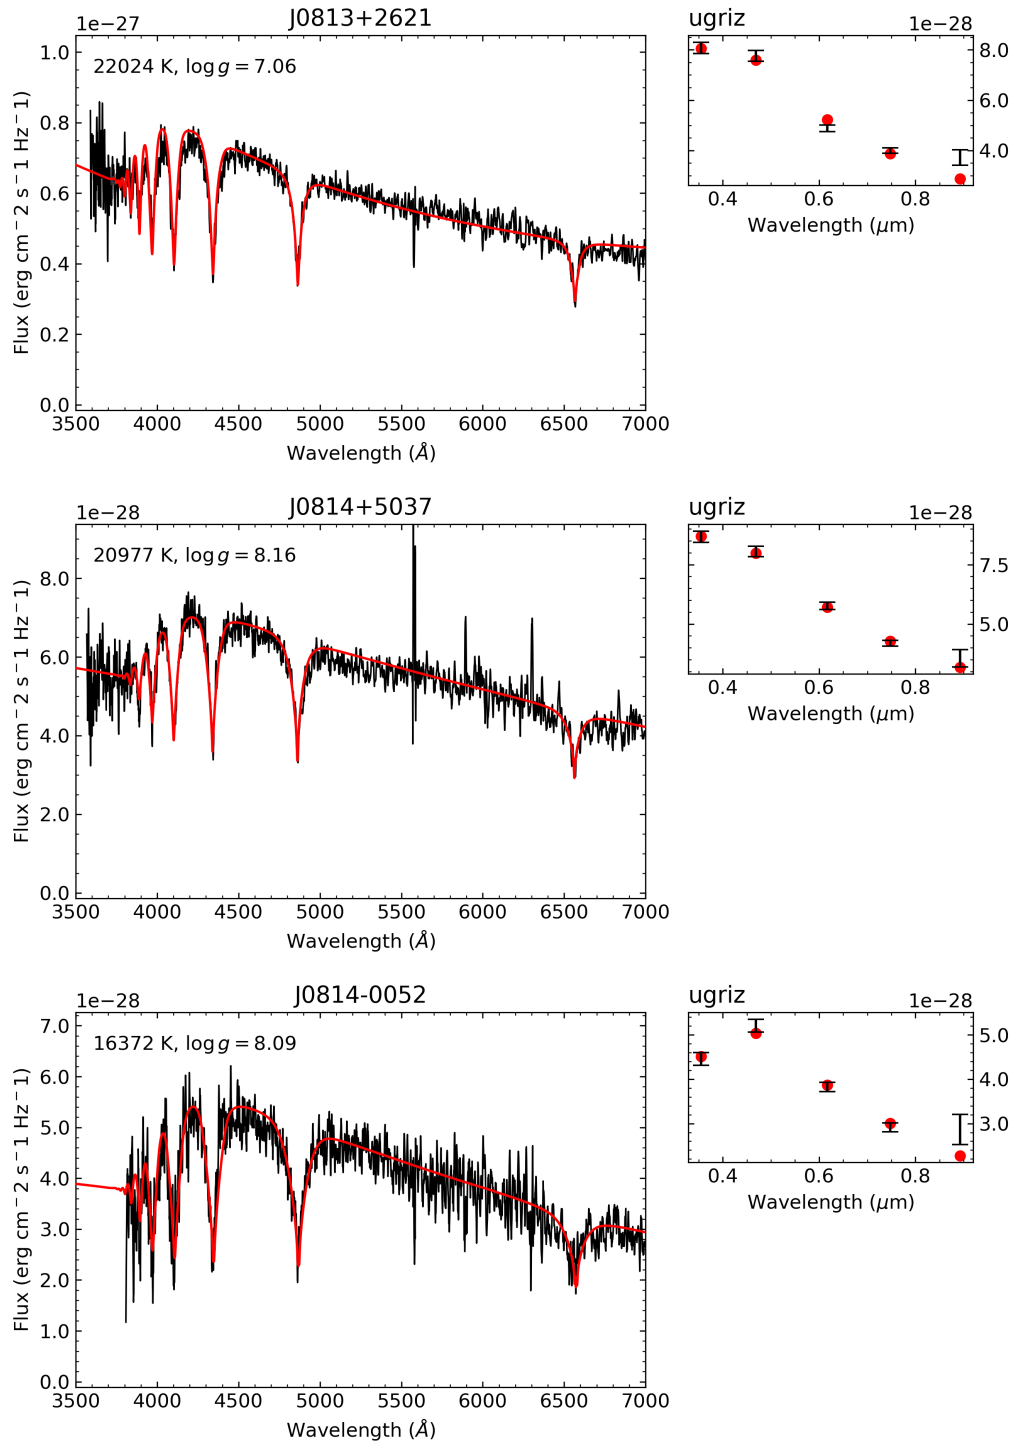 1e−27 J0813+2621 ugriz 1e−28
1.0
22024 K, log g = 7.06
0.8
0.6
0.4
0.2
0.0
Flux (erg cm−2 s−1 Hz−1)
3500 4000 4500 5000 5500 6000 6500 7000
Wavelength (Å)
8.0
6.0
4.0
0.4 0.6 0.8
Wavelength (μm)
1e−28 J0814+5037 ugriz 1e−28
20977 K, log g = 8.16
8.0
6.0
4.0
2.0
0.0
Flux (erg cm−2 s−1 Hz−1)
3500 4000 4500 5000 5500 6000 6500 7000
Wavelength (Å)
7.5
5.0
0.4 0.6 0.8
Wavelength (μm)
1e−28 J0814-0052 ugriz 1e−28
7.0
16372 K, log g = 8.09
6.0
5.0
4.0
3.0
2.0
1.0
0.0
Flux (erg cm−2 s−1 Hz−1)
3500 4000 4500 5000 5500 6000 6500 7000
Wavelength (Å)
5.0
4.0
3.0
0.4 0.6 0.8
Wavelength (μm)